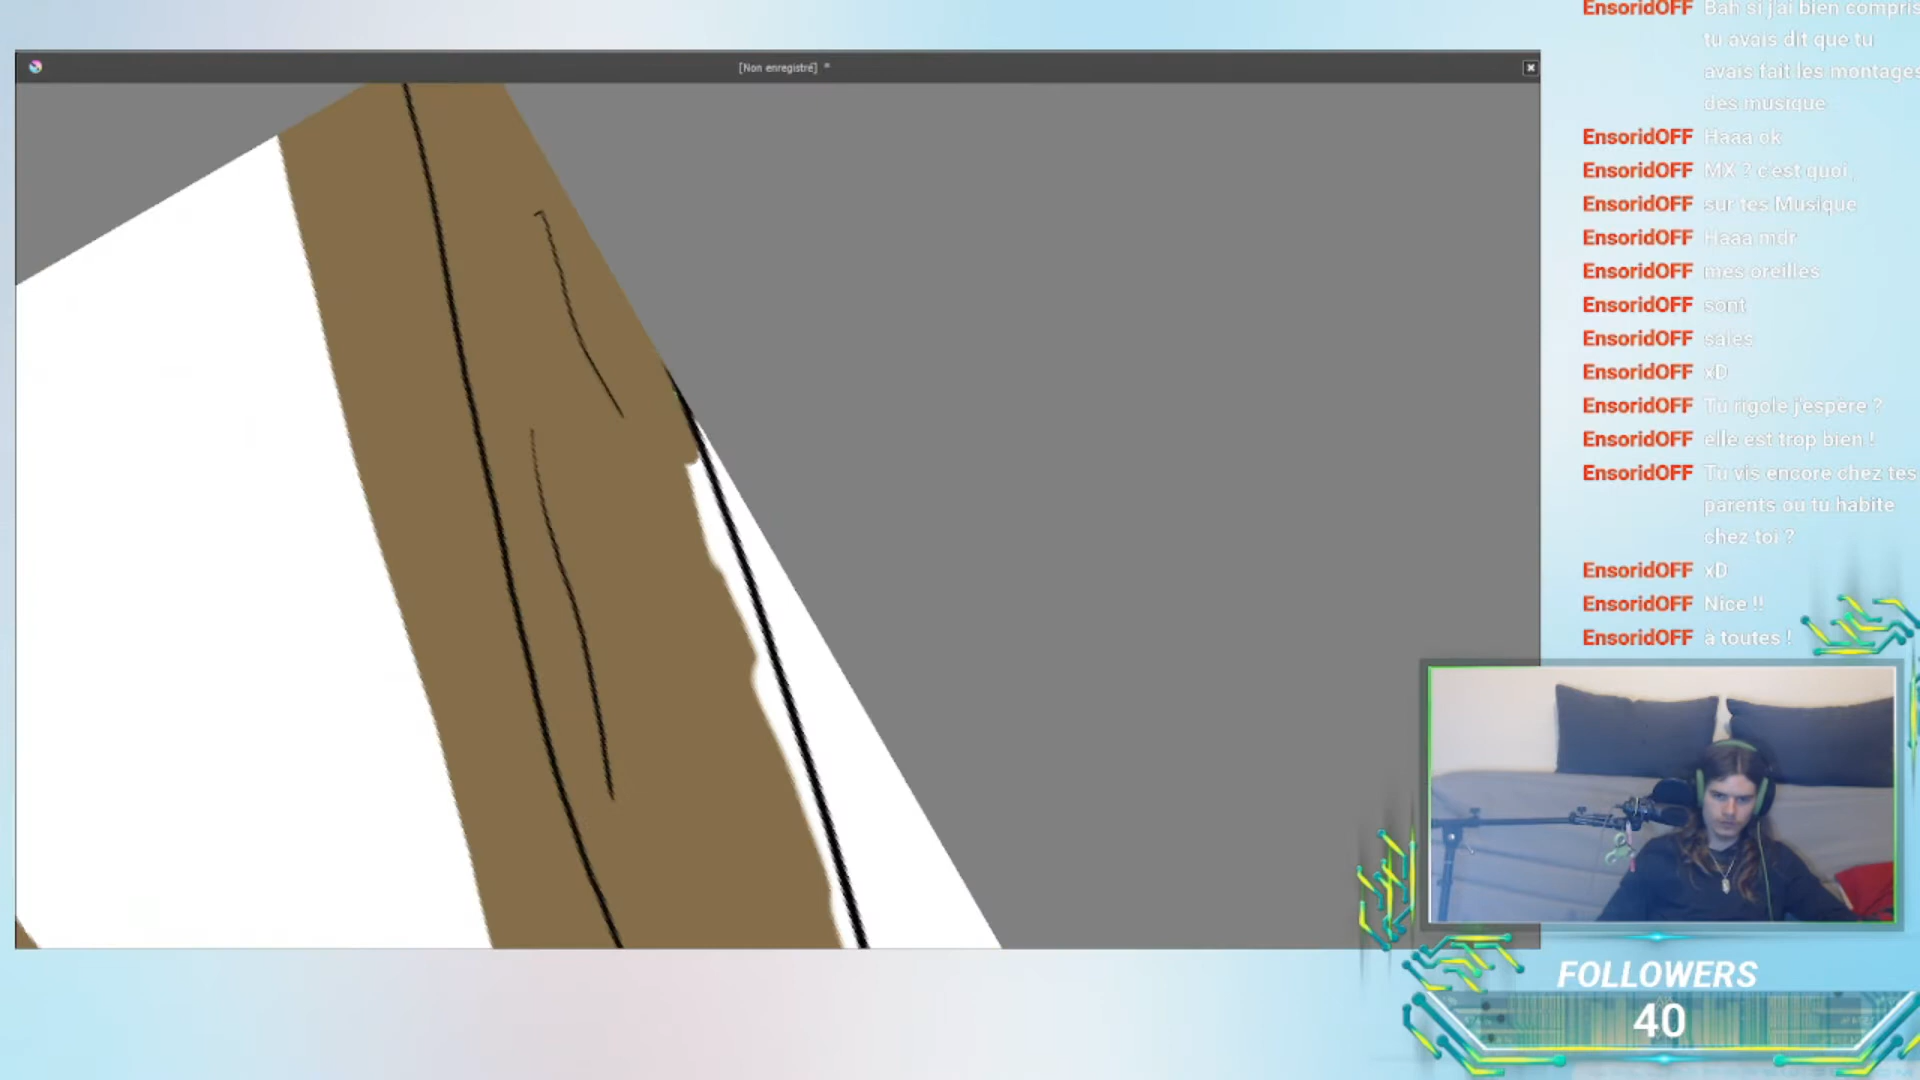 [Non enregistré] *
EnsoridOFF Bah si j'ai bien compris
tu avais dit que tu
avais fait les montages
des musique
EnsoridOFF Haaa ok
EnsoridOFF MX ? c'est quoi
EnsoridOFF sur tes Musique
EnsoridOFF Haaa mdr
EnsoridOFF mes oreilles
EnsoridOFF sont
EnsoridOFF sales
EnsoridOFF xD
EnsoridOFF Tu rigole j'espère ?
EnsoridOFF elle est trop bien !
EnsoridOFF Tu vis encore chez tes
parents ou tu habite
chez toi ?
EnsoridOFF xD
EnsoridOFF Nice !!
EnsoridOFF à toutes !
FOLLOWERS
40